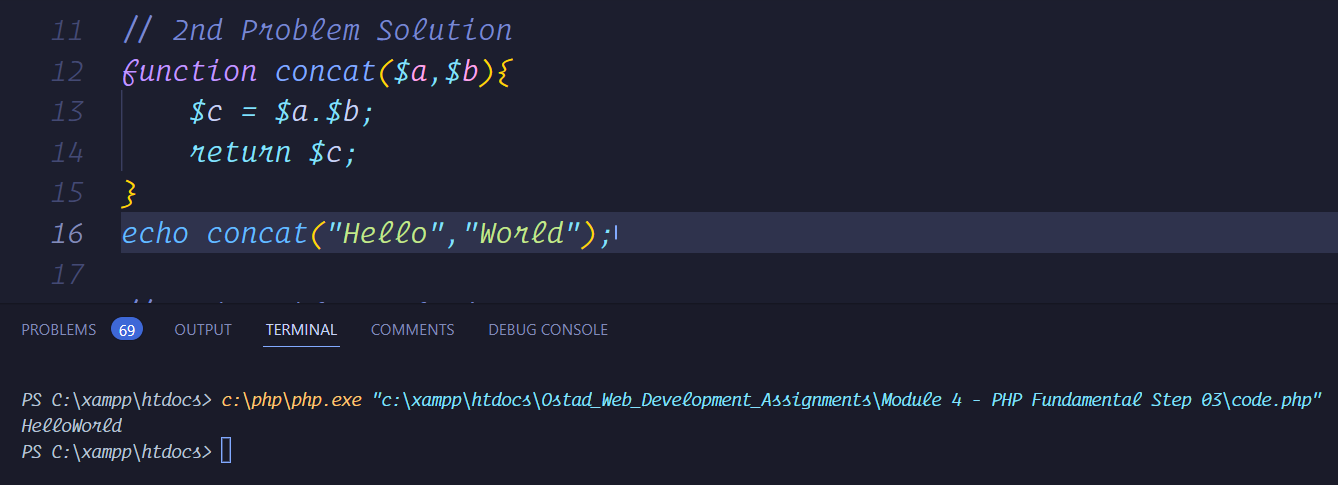 11 // 2nd Problem Solution
12 function concat($a,$b){
13 $c = $a.$b;
14 return $c;
15 }
16 echo concat("Hello","World");
17
PROBLEMS 69 OUTPUT TERMINAL COMMENTS DEBUG CONSOLE
PS C:\xampp\htdocs> c:\php\php.exe "c:\xampp\htdocs\Ostad_Web_Development_Assignments\Module 4 - PHP Fundamental Step 03\code.php"
HelloWorld
PS C:\xampp\htdocs>